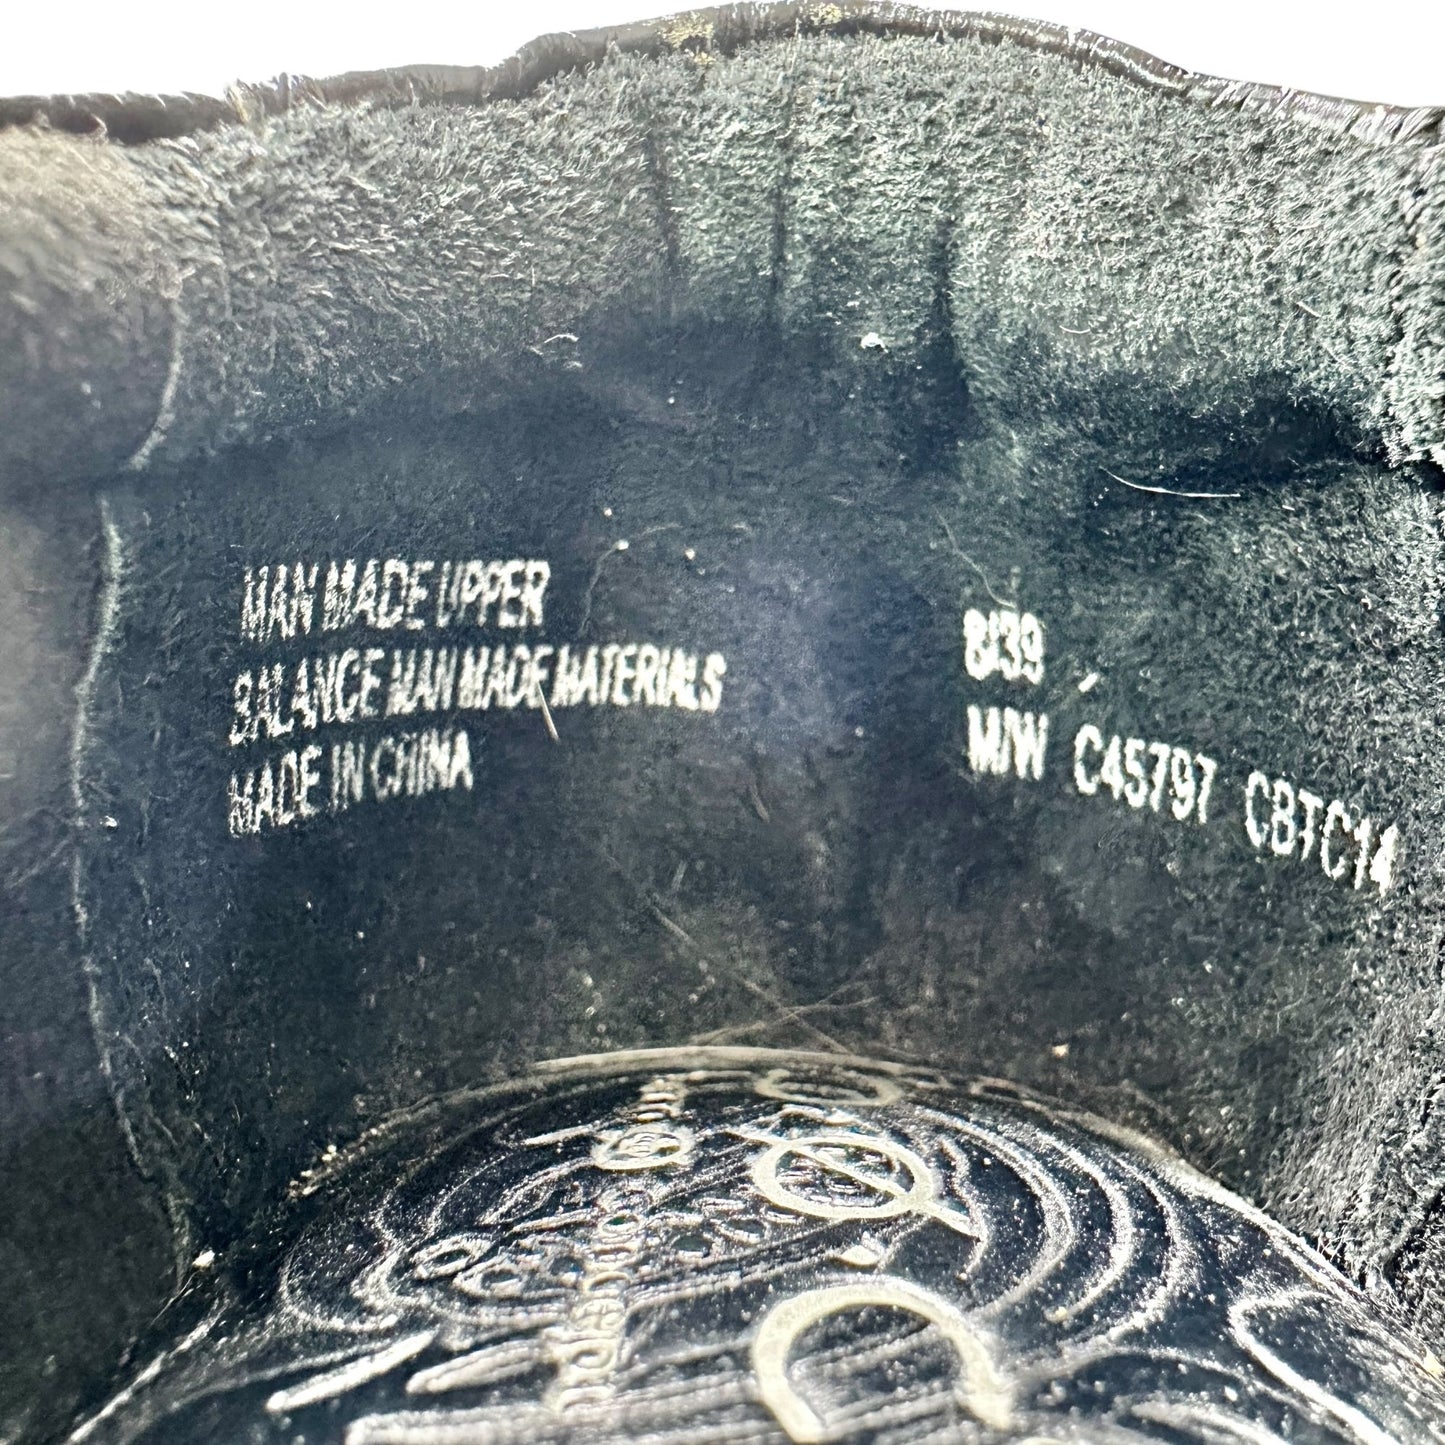 MAN MADE UPPER
BALANCE MAN MADE MATERIALS
MADE IN CHINA
8/39
M/W C45797 CBTC14